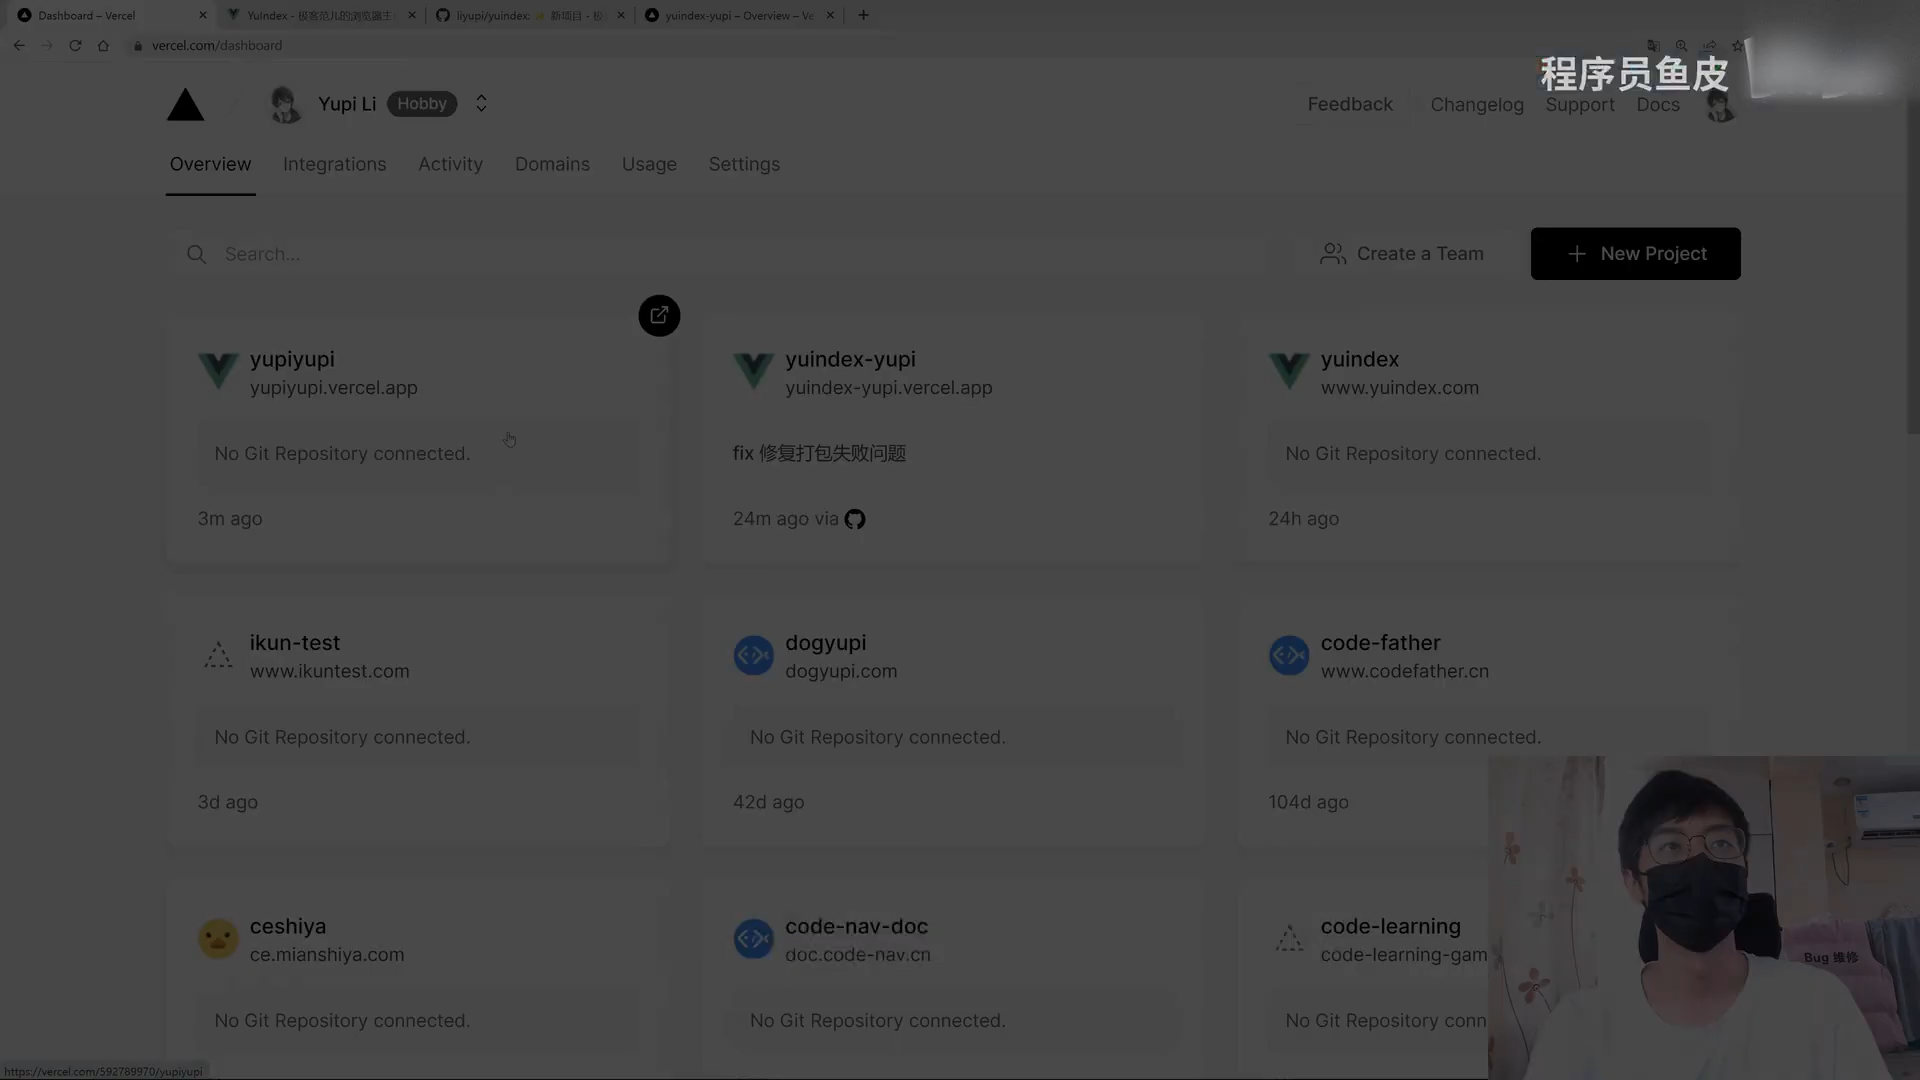 Dashboard – Vercel
YuIndex - 极客范儿的浏览器主
liyupi/yuindex: 新项目 - 极
yuindex-yupi – Overview – Ve
vercel.com/dashboard
程序员鱼皮
Yupi Li
Hobby
Feedback
Changelog
Support
Docs
Overview
Integrations
Activity
Domains
Usage
Settings
Search...
Create a Team
New Project
yupiyupi
yupiyupi.vercel.app
No Git Repository connected.
3m ago
yuindex-yupi
yuindex-yupi.vercel.app
fix 修复打包失败问题
24m ago via
yuindex
www.yuindex.com
No Git Repository connected.
24h ago
ikun-test
www.ikuntest.com
No Git Repository connected.
3d ago
dogyupi
dogyupi.com
No Git Repository connected.
42d ago
code-father
www.codefather.cn
No Git Repository connected.
104d ago
ceshiya
ce.mianshiya.com
No Git Repository connected.
code-nav-doc
doc.code-nav.cn
No Git Repository connected.
code-learning
code-learning-gam
No Git Repository conn
Bug 维修
https://vercel.com/592789970/yupiyupi